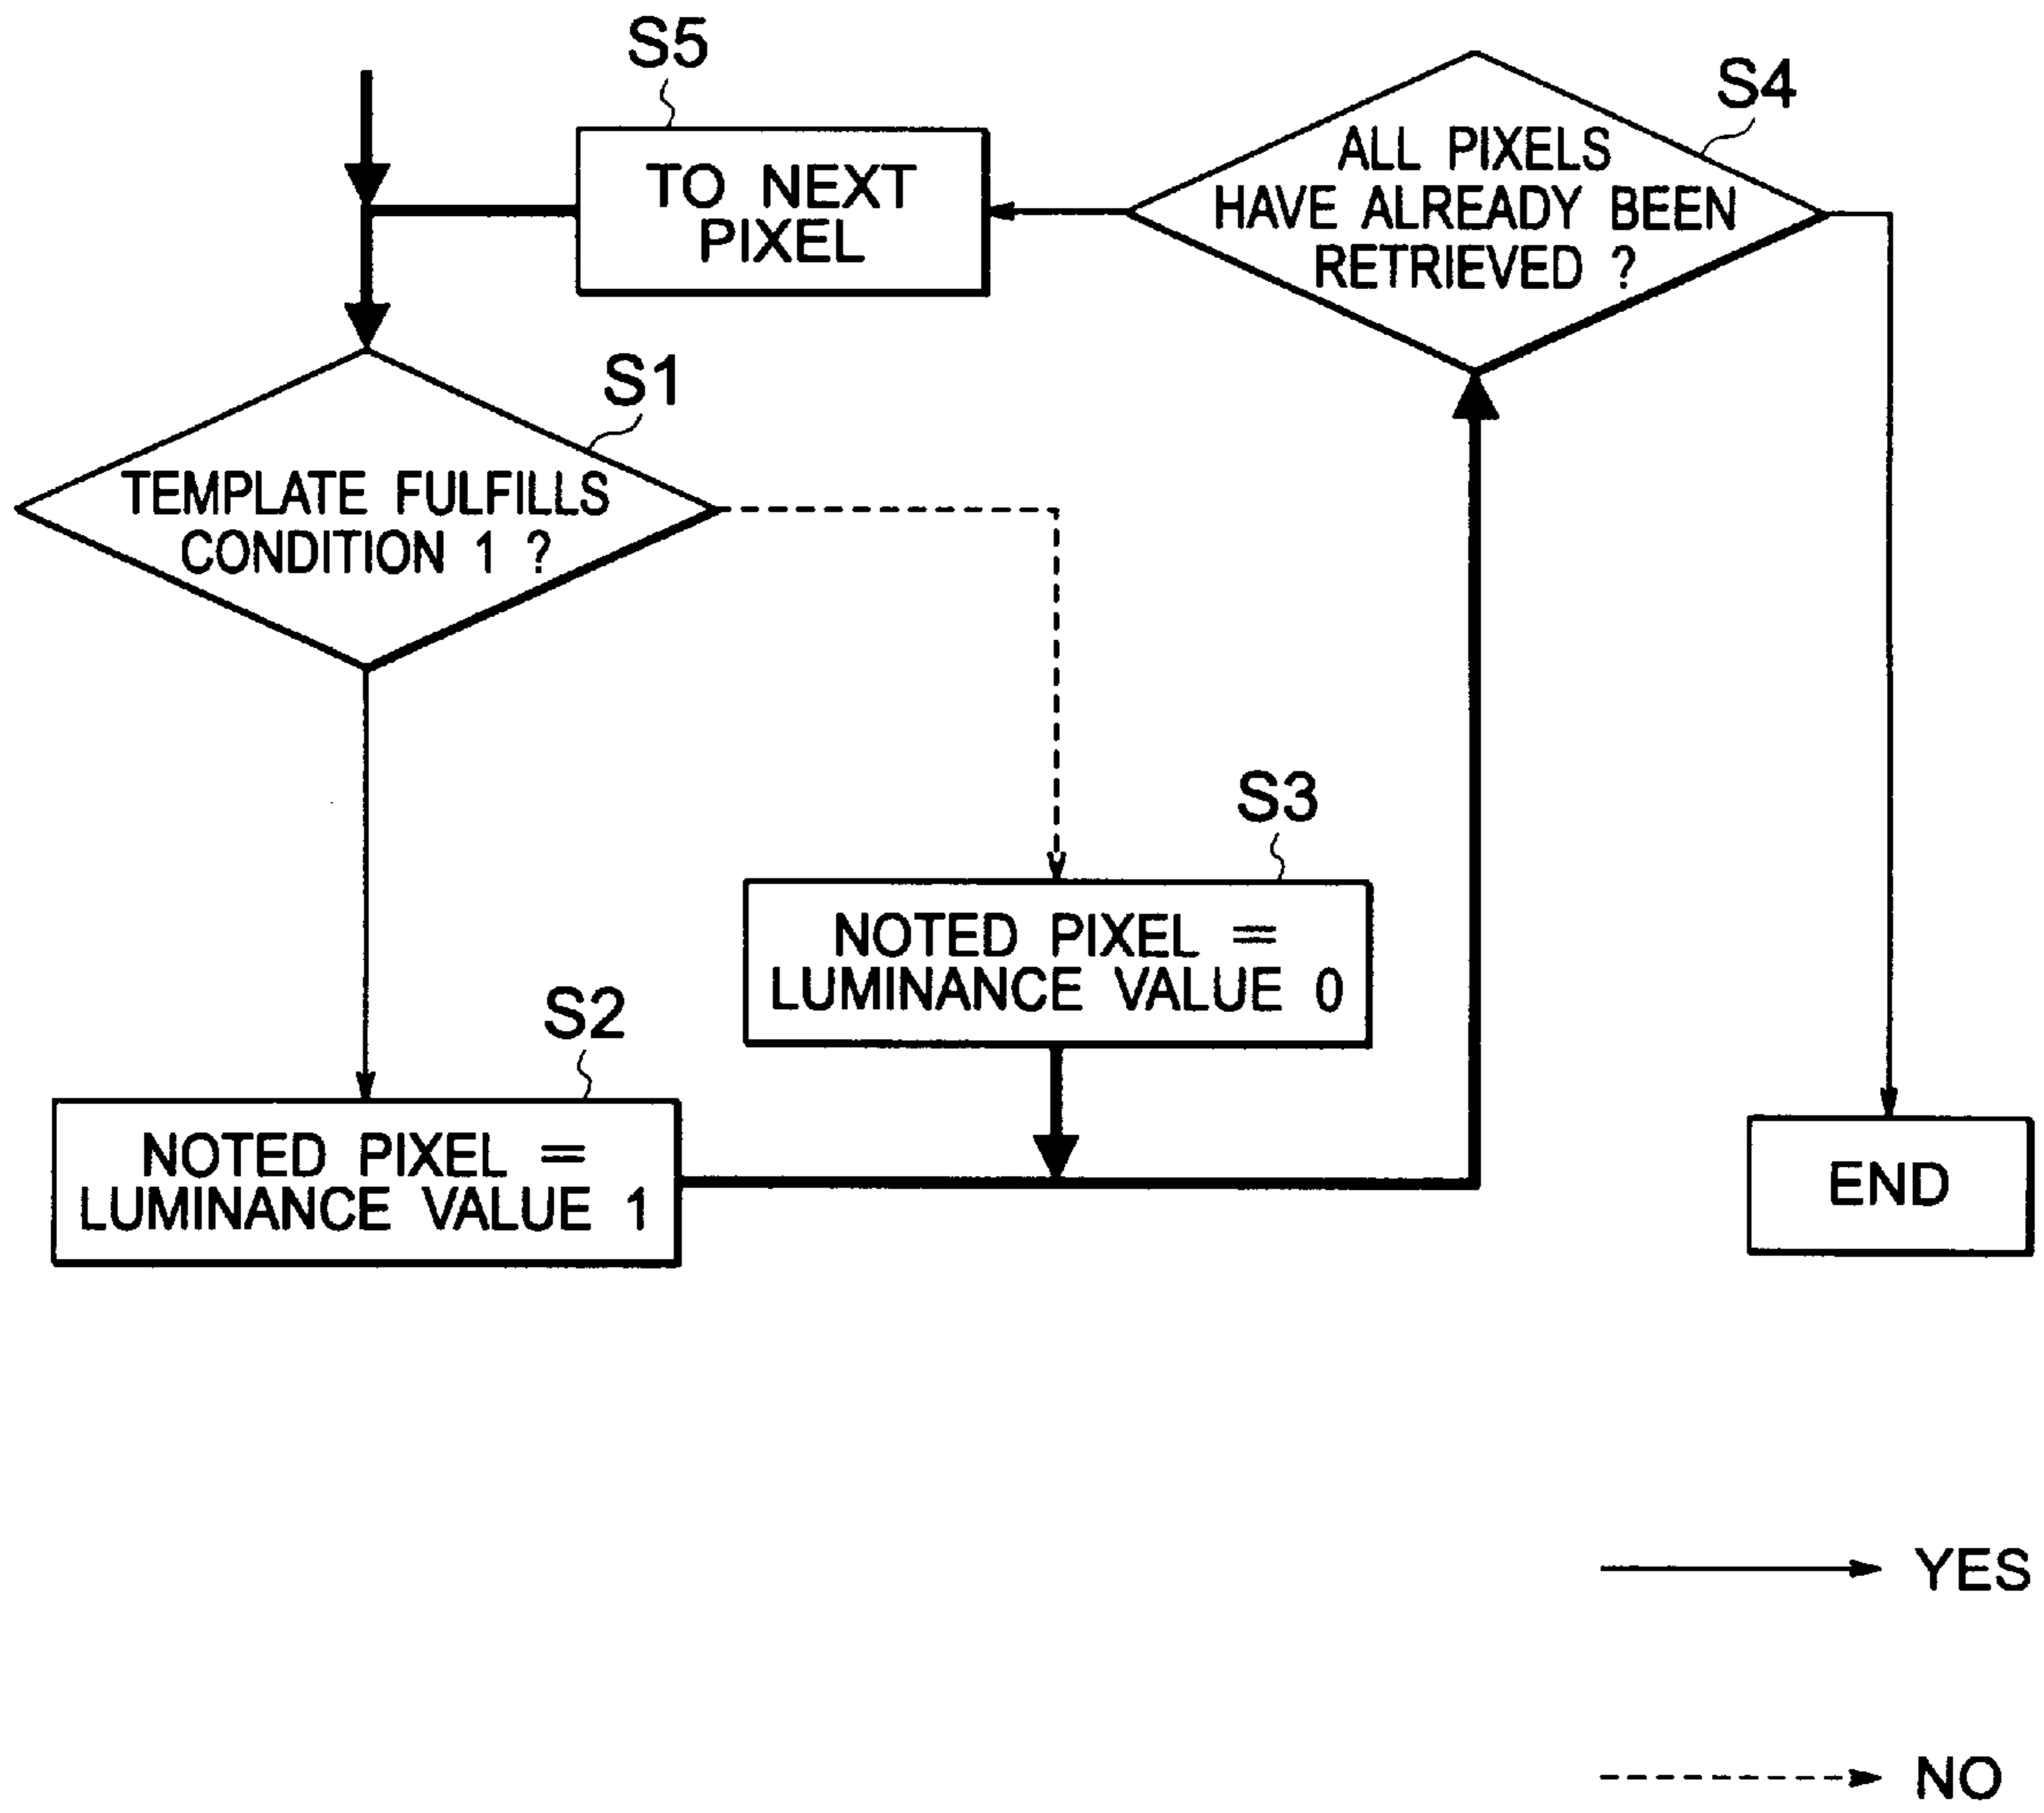 S5
TO NEXT
PIXEL
S4
ALL PIXELS
HAVE ALREADY BEEN
RETRIEVED ?
S1
TEMPLATE FULFILLS
CONDITION 1 ?
S3
NOTED PIXEL =
LUMINANCE VALUE 0
S2
NOTED PIXEL =
LUMINANCE VALUE 1
END
YES
NO